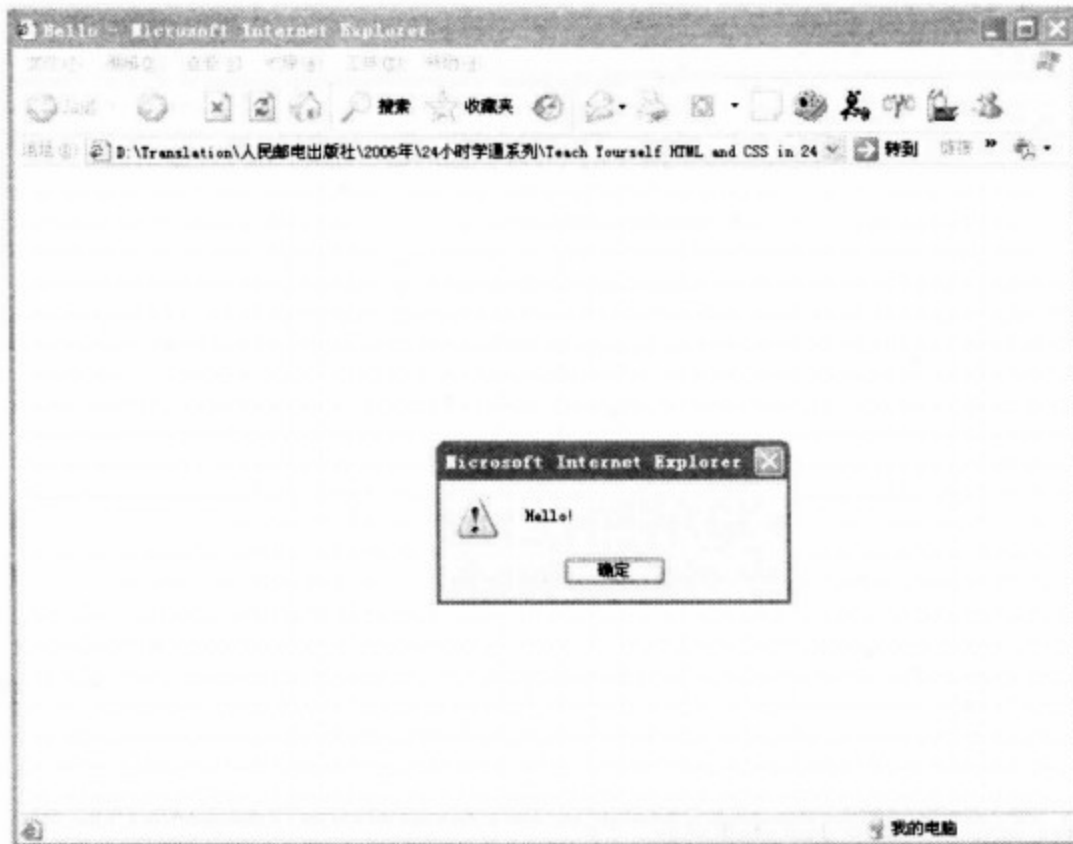 Hello - Microsoft Internet Explorer
搜索 收藏夹
D:\Translation\人民邮电出版社\2006年\24小时学通系列\Teach Yourself HTML and CSS in 24 转到 »
Microsoft Internet Explorer
Hello!
确定
我的电脑